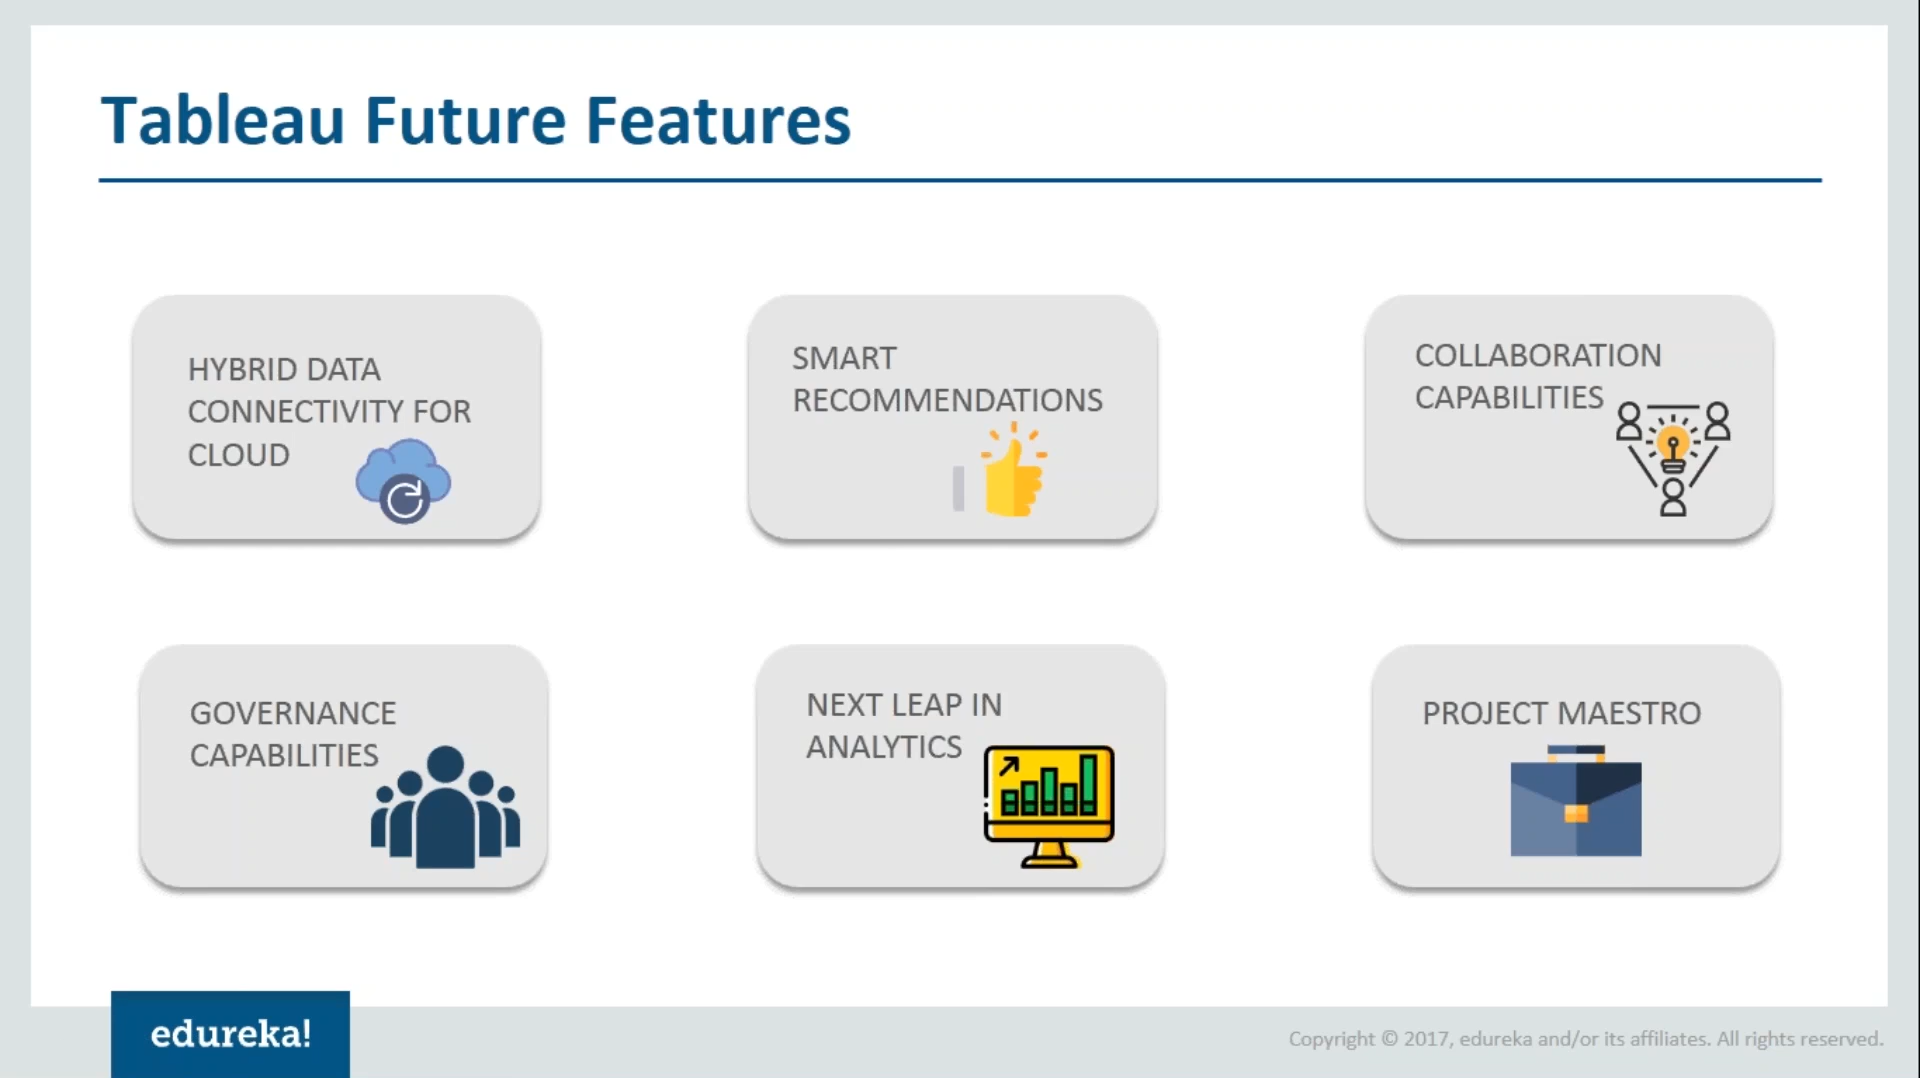 Tableau Future Features
HYBRID DATA
CONNECTIVITY FOR
CLOUD
SMART
RECOMMENDATIONS
COLLABORATION
CAPABILITIES
GOVERNANCE
CAPABILITIES
NEXT LEAP IN
ANALYTICS
PROJECT MAESTRO
edureka!
Copyright © 2017, edureka and/or its affiliates. All rights reserved.